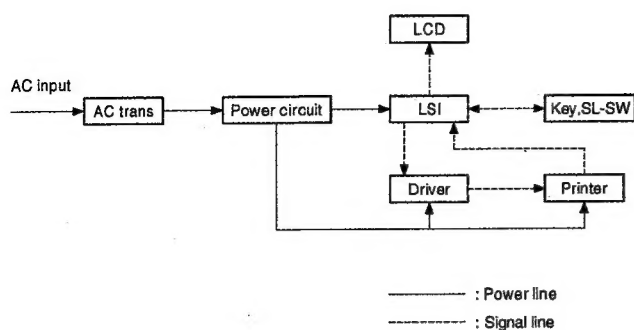 LCD
AC input
AC trans
Power circuit
LSI
Key,SL-SW
Driver
Printer
: Power line
: Signal line